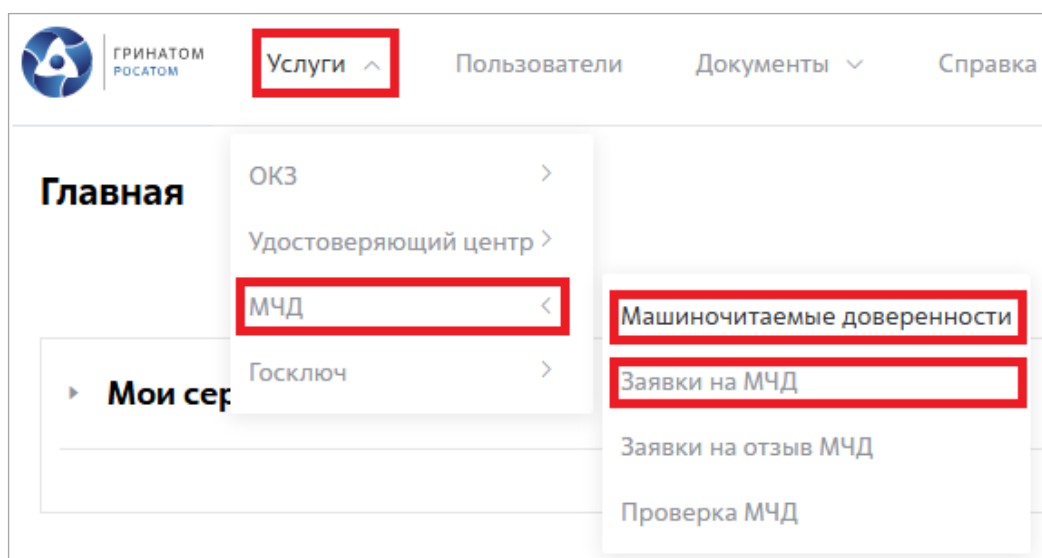 ГРИНАТОМ
РОСАТОМ
Услуги
Пользователи
Документы
Справка
Главная
ОКЗ
Удостоверяющий центр
МЧД
Госключ
Машиночитаемые доверенности
Заявки на МЧД
Заявки на отзыв МЧД
Проверка МЧД
Мои сер